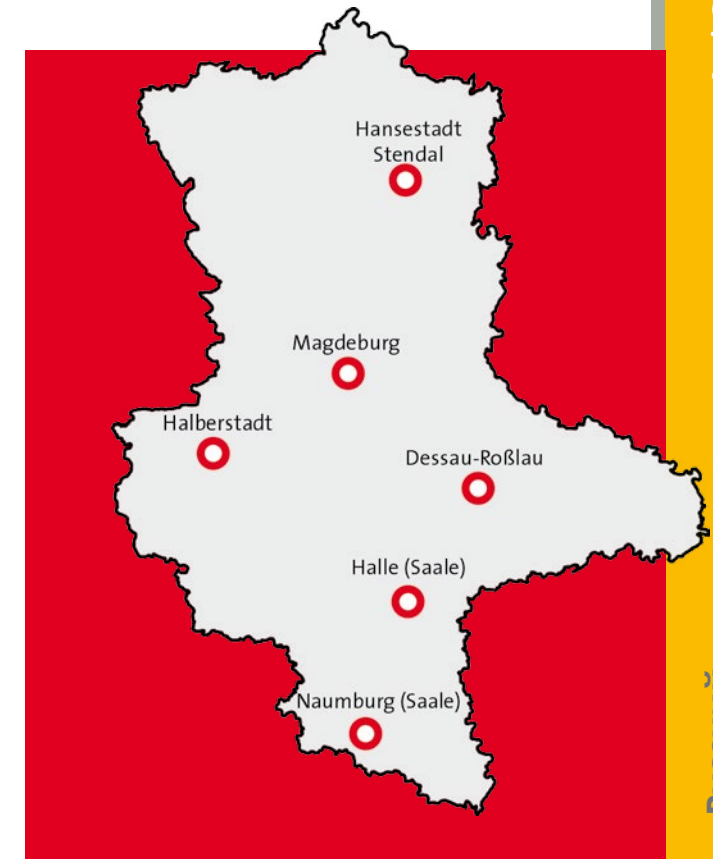 Hansestadt
Stendal
Magdeburg
Halberstadt
Dessau-Roßlau
Halle (Saale)
Naumburg (Saale)